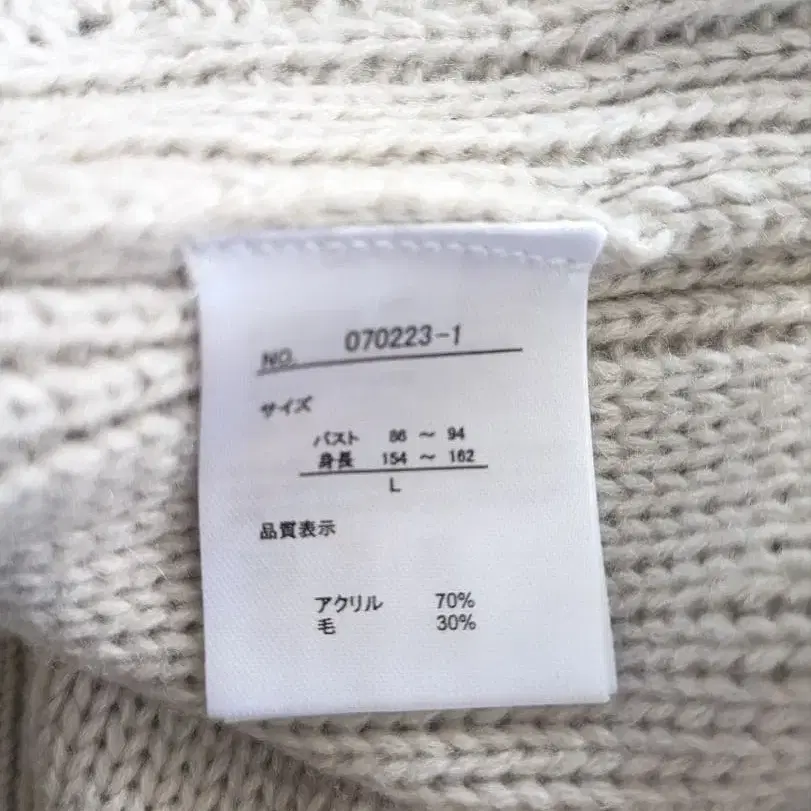 NO. 070223-1
サイズ
バスト 86 ～ 94
身長 154 ～ 162
L
品質表示
アクリル 70%
毛 30%